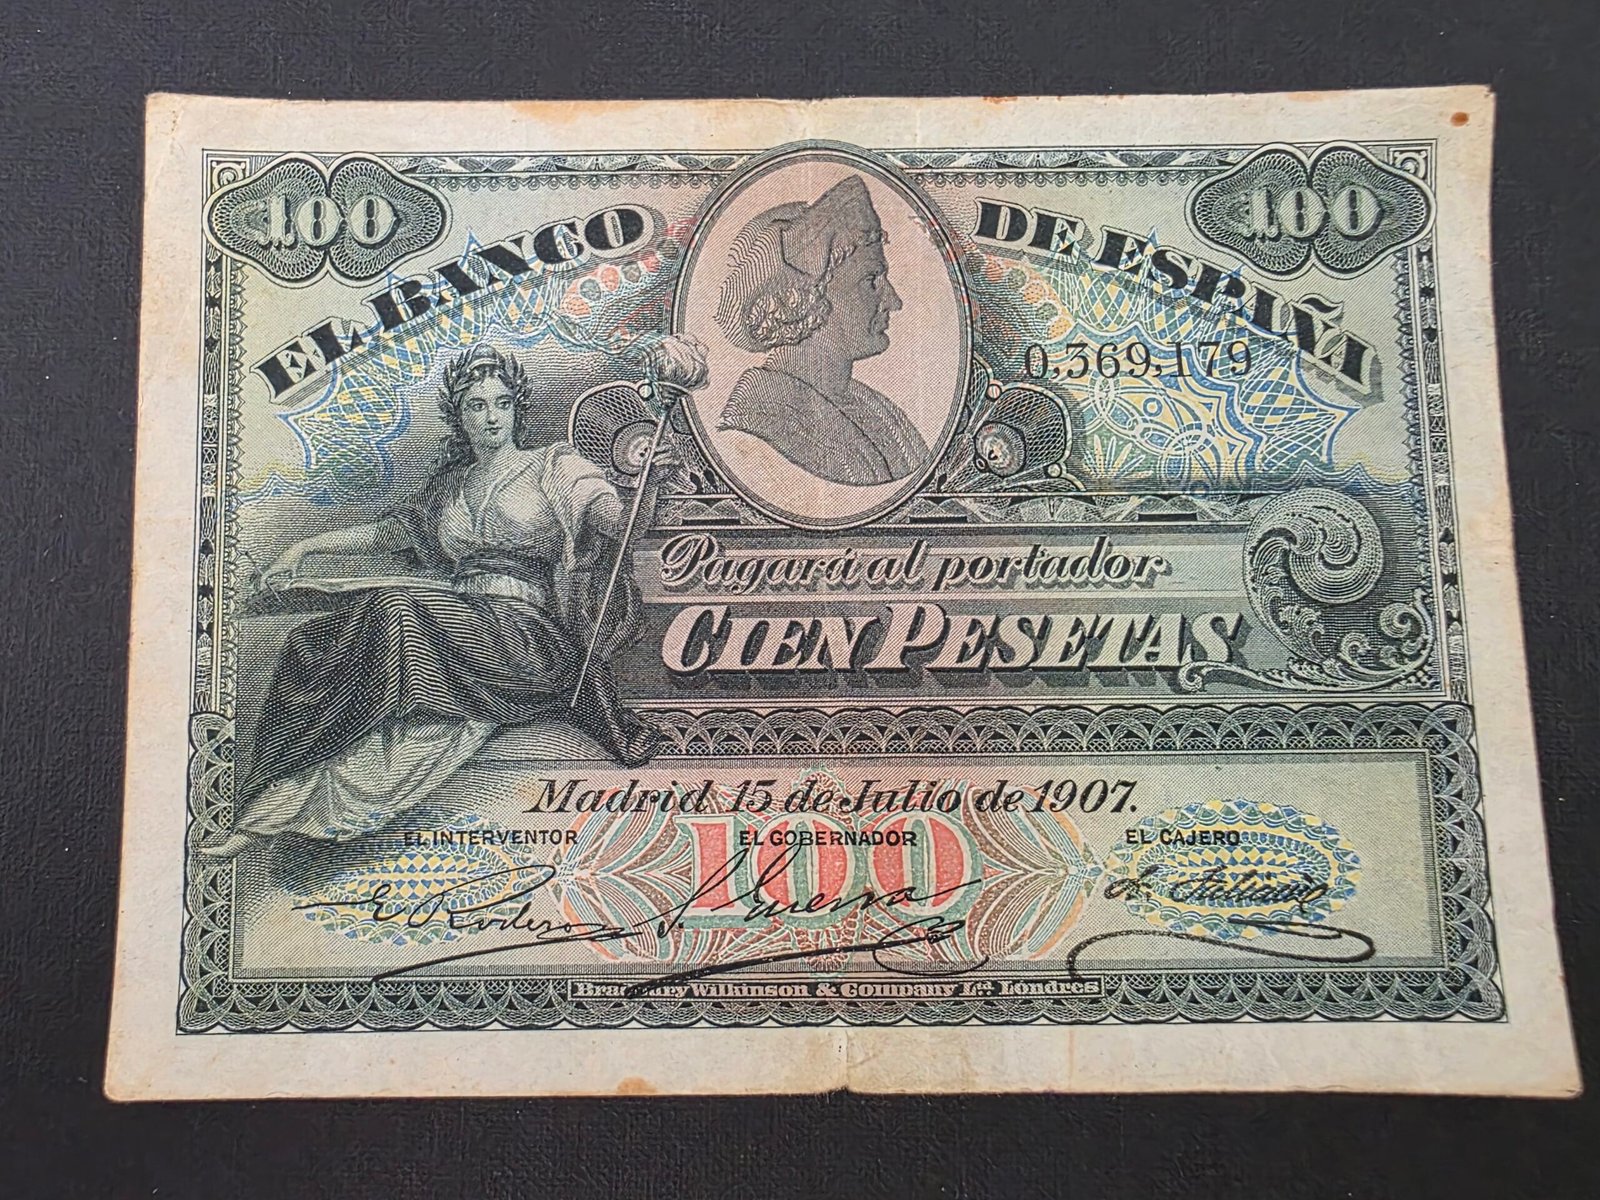 100 100
EL BANCO DE ESPAÑA
0,369,179
Pagará al portador
CIEN PESETAS
Madrid 15 de Julio de 1907.
EL INTERVENTOR EL GOBERNADOR EL CAJERO
100
Bradbury Wilkinson & Company Ld. Londres